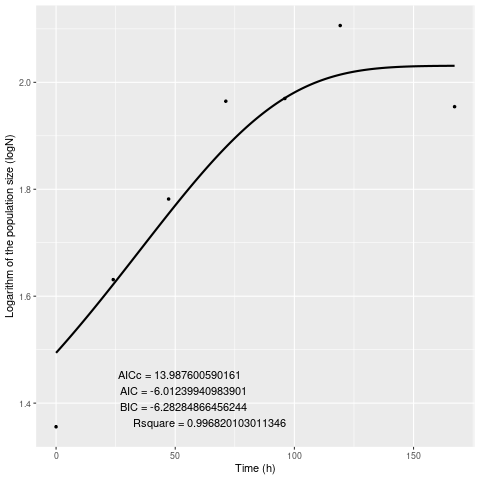 2.0
1.8
1.6
1.4
Logarithm of the population size (logN)
AICc = 13.987600590161
AIC = -6.01239940983901
BIC = -6.28284866456244
Rsquare = 0.996820103011346
0 50 100 150
Time (h)